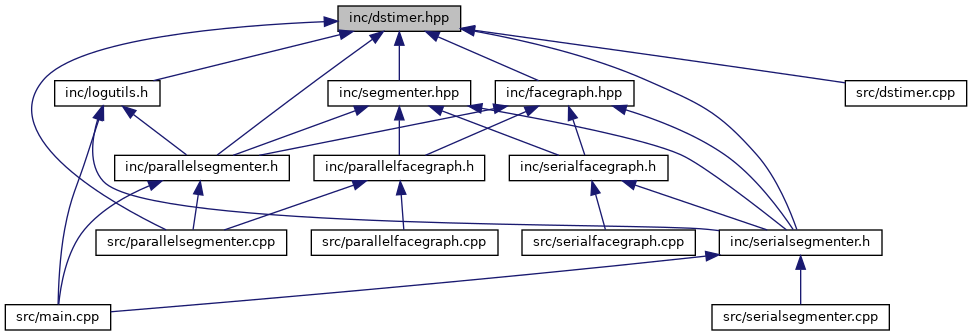 inc/dstimer.hpp
inc/logutils.h
inc/segmenter.hpp
inc/facegraph.hpp
src/dstimer.cpp
inc/parallelsegmenter.h
inc/parallelfacegraph.h
inc/serialfacegraph.h
src/parallelsegmenter.cpp
src/parallelfacegraph.cpp
src/serialfacegraph.cpp
inc/serialsegmenter.h
src/main.cpp
src/serialsegmenter.cpp